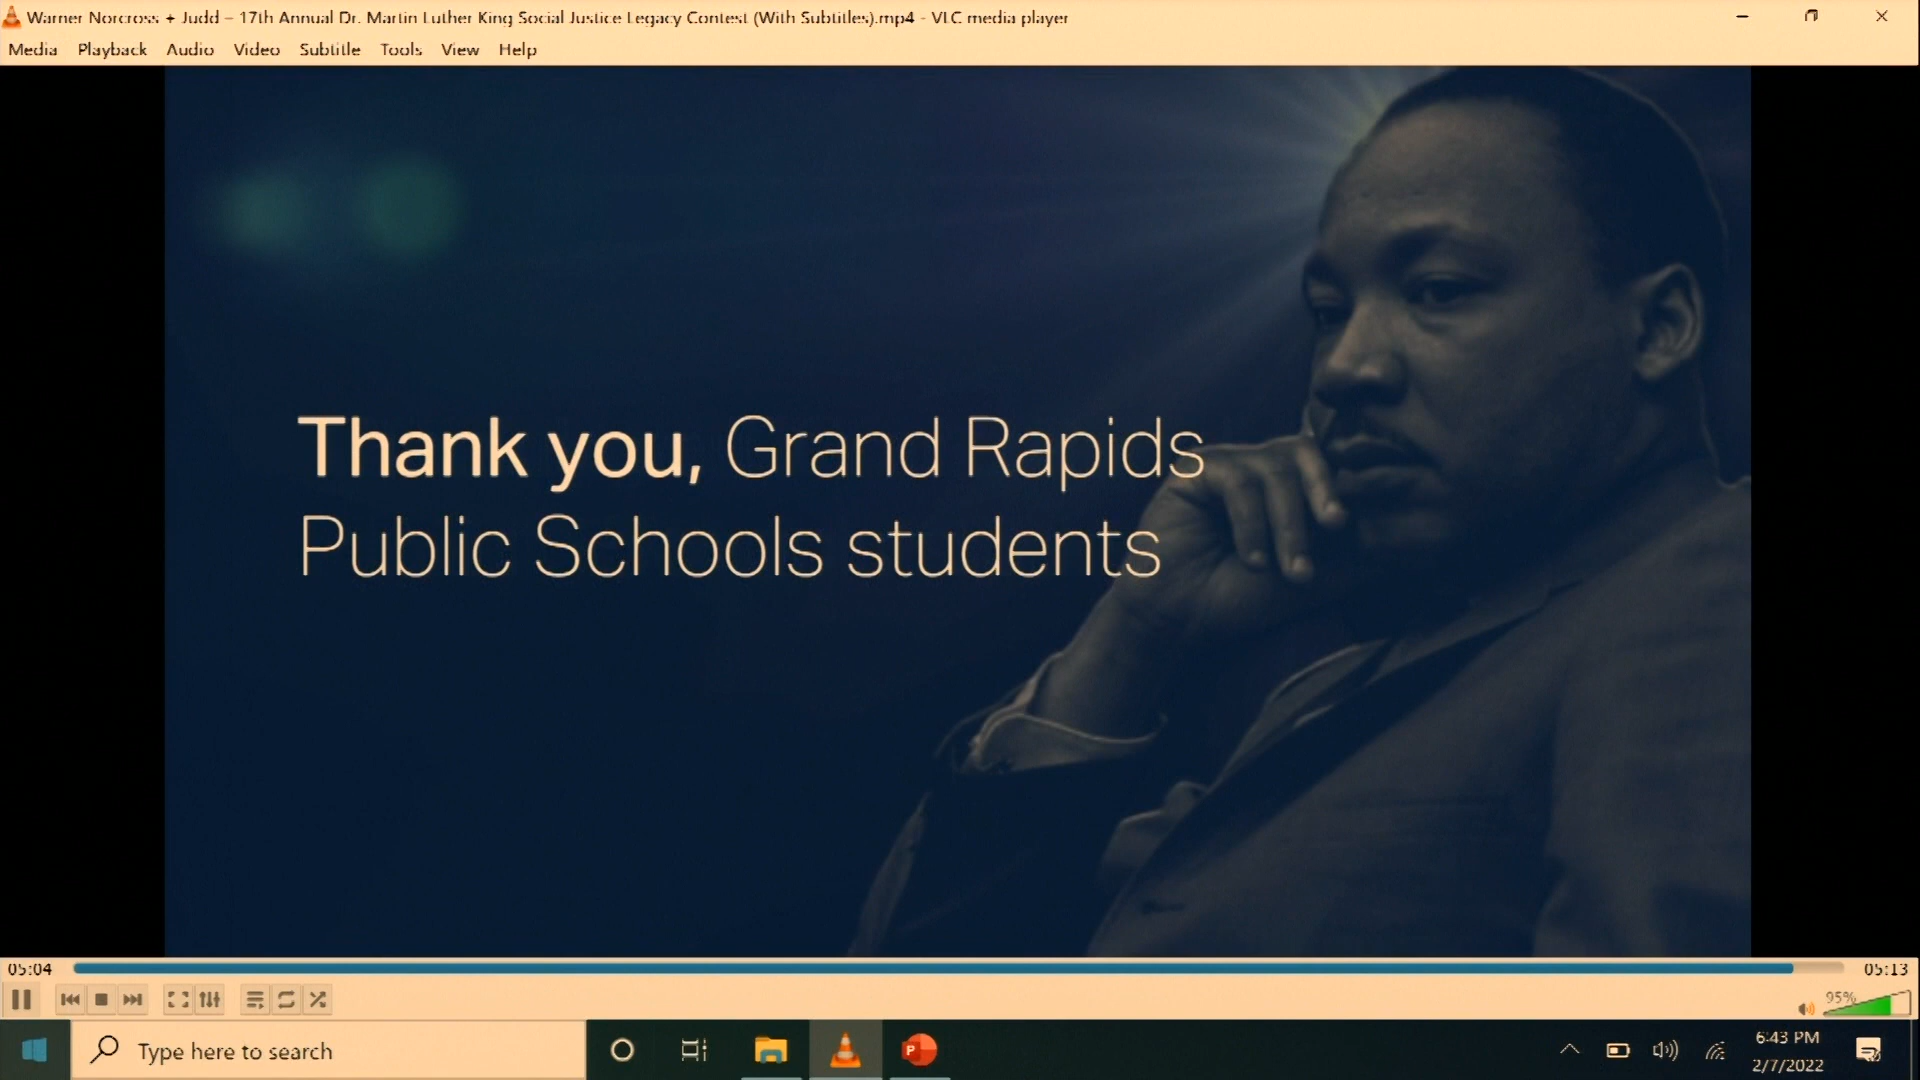 Warner Norcross + Judd – 17th Annual Dr. Martin Luther King Social Justice Legacy Contest (With Subtitles).mp4 - VLC media player
Media Playback Audio Video Subtitle Tools View Help
Thank you, Grand Rapids
Public Schools students
05:04
05:13
95%
Type here to search
P
6:43 PM
2/7/2022